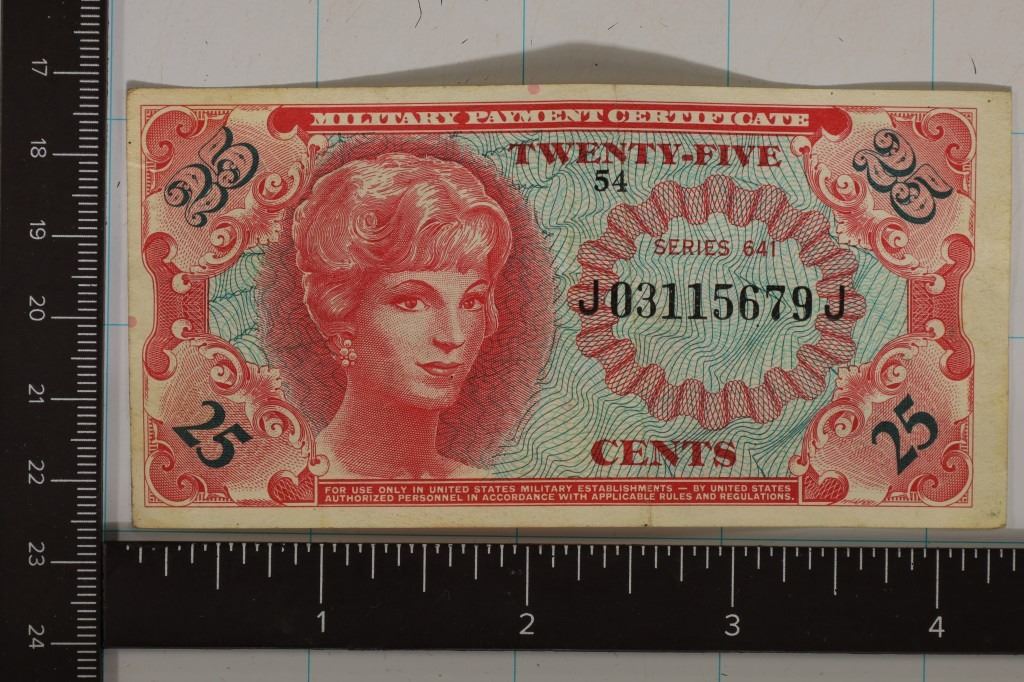 MILITARY PAYMENT CERTIFICATE
25
25
TWENTY-FIVE
54
SERIES 641
J03115679J
CENTS
25
25
FOR USE ONLY IN UNITED STATES MILITARY ESTABLISHMENTS — BY UNITED STATES
AUTHORIZED PERSONNEL IN ACCORDANCE WITH APPLICABLE RULES AND REGULATIONS.
17
18
19
20
21
22
23
24
1 2 3 4